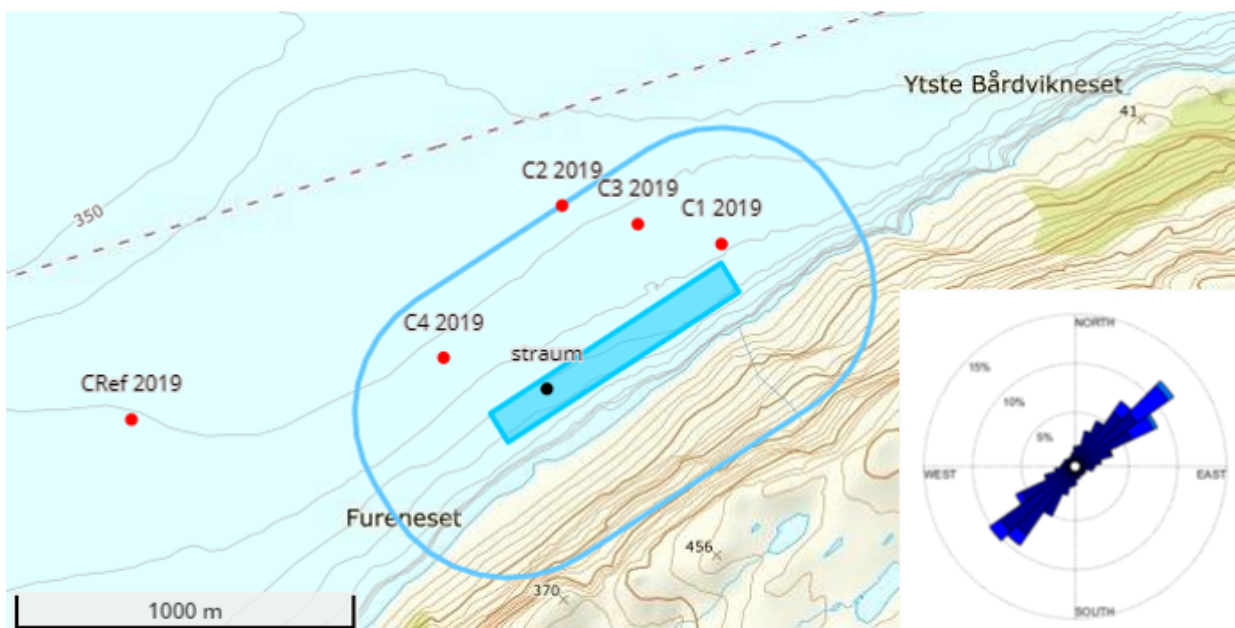 Ytste Bårdvikneset
41
C2 2019
C3 2019
C1 2019
350
C4 2019
straum
CRef 2019
Fureneset
456
370
1000 m
NORTH
15%
10%
5%
WEST
EAST
SOUTH